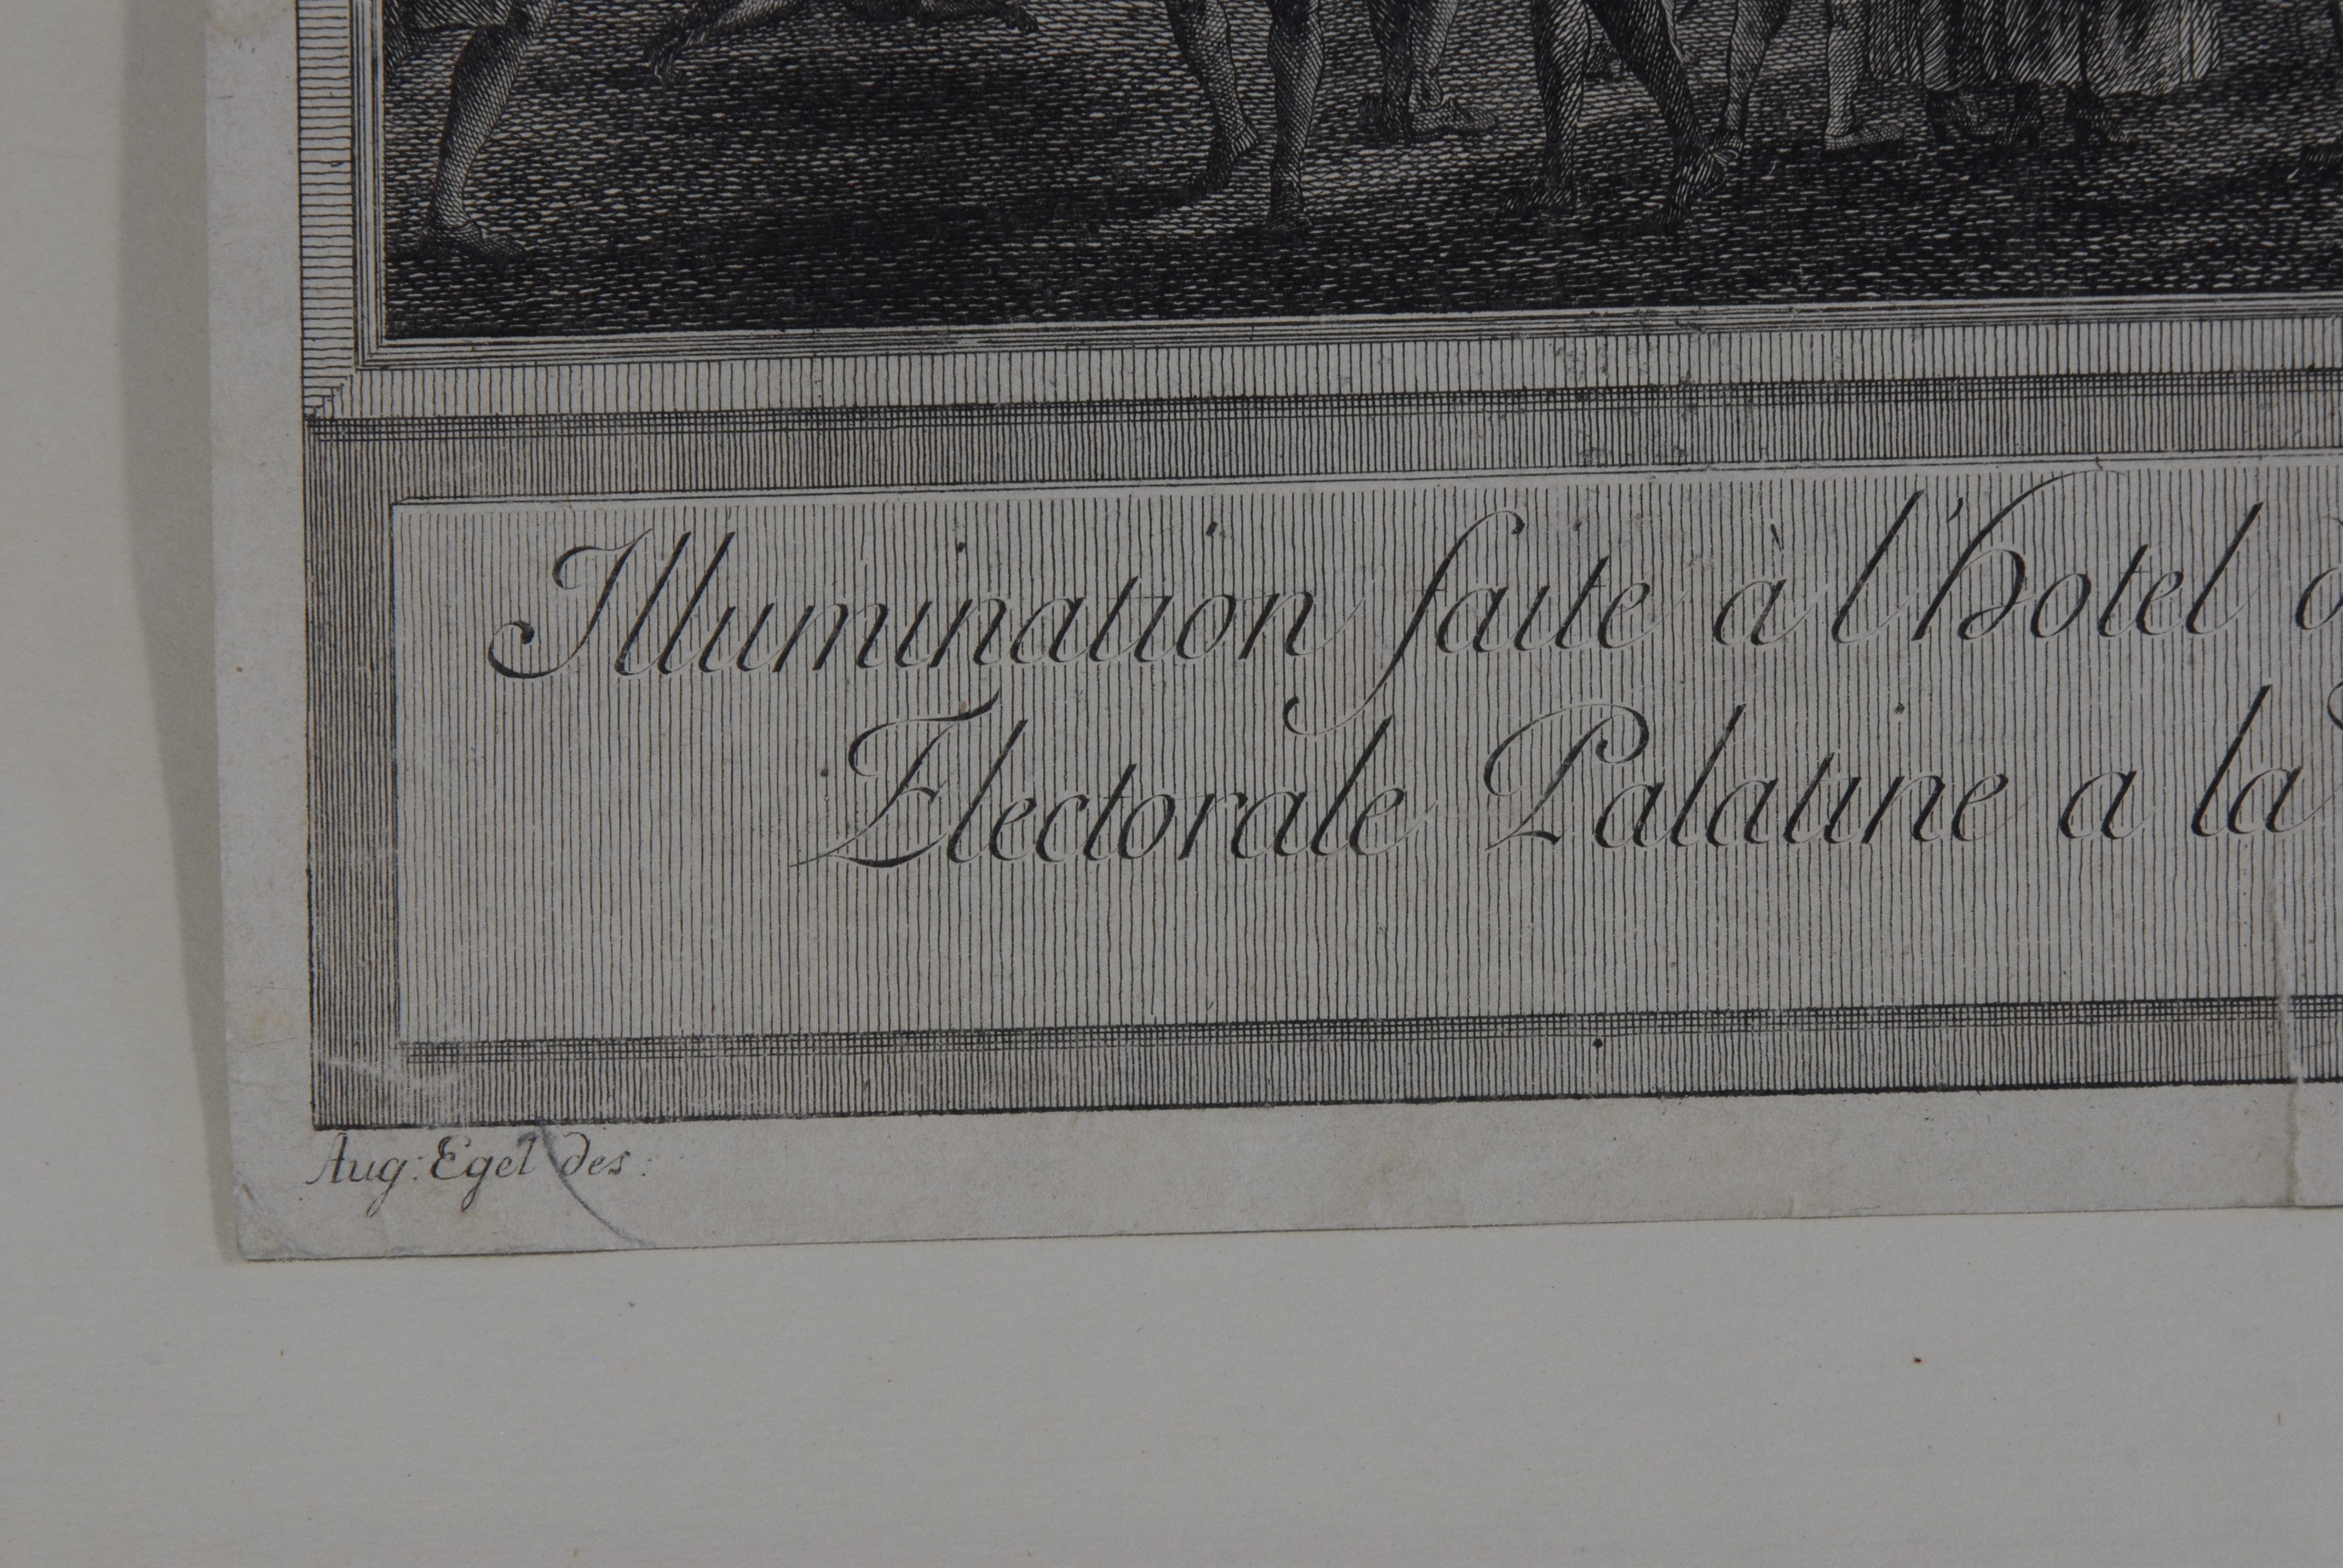 Illumination faite à l'hotel
Electorale Palatine a la
Aug: Egel des: